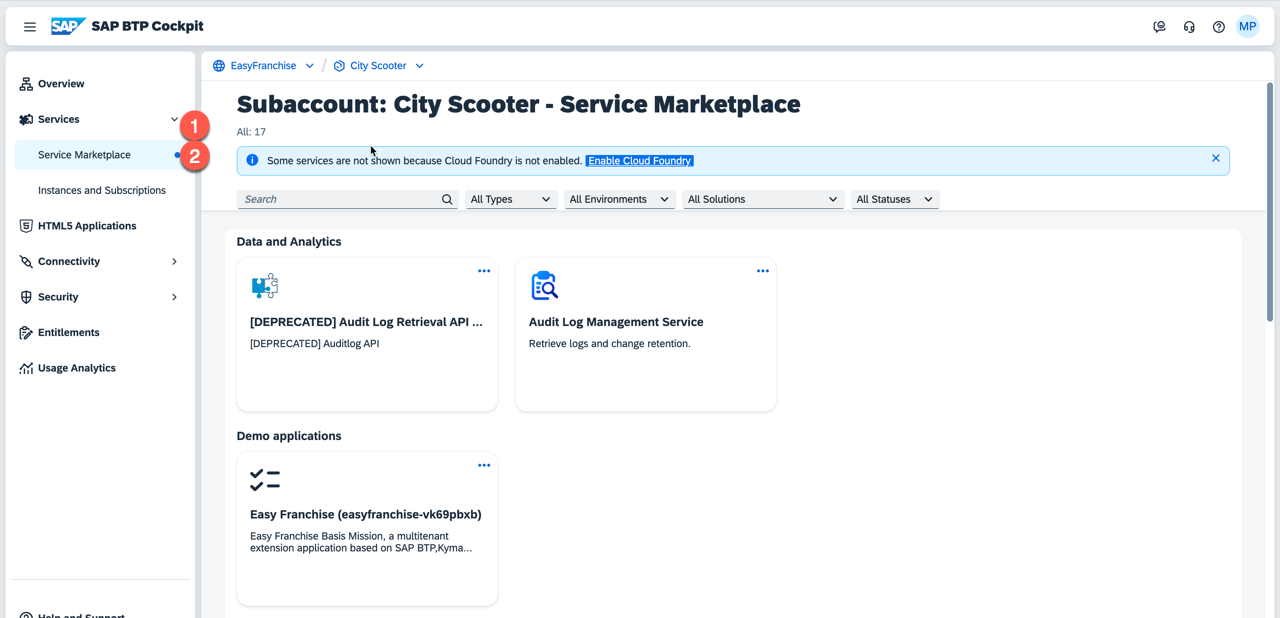 SAP SAP BTP Cockpit
MP
Overview
Services
1
Service Marketplace
2
Instances and Subscriptions
HTML5 Applications
Connectivity
Security
Entitlements
Usage Analytics
Help and Support
EasyFranchise / City Scooter
Subaccount: City Scooter - Service Marketplace
All: 17
Some services are not shown because Cloud Foundry is not enabled. Enable Cloud Foundry
Search All Types All Environments All Solutions All Statuses
Data and Analytics
[DEPRECATED] Audit Log Retrieval API ...
[DEPRECATED] Auditlog API
Audit Log Management Service
Retrieve logs and change retention.
Demo applications
Easy Franchise (easyfranchise-vk69pbxb)
Easy Franchise Basis Mission, a multitenant
extension application based on SAP BTP,Kyma...